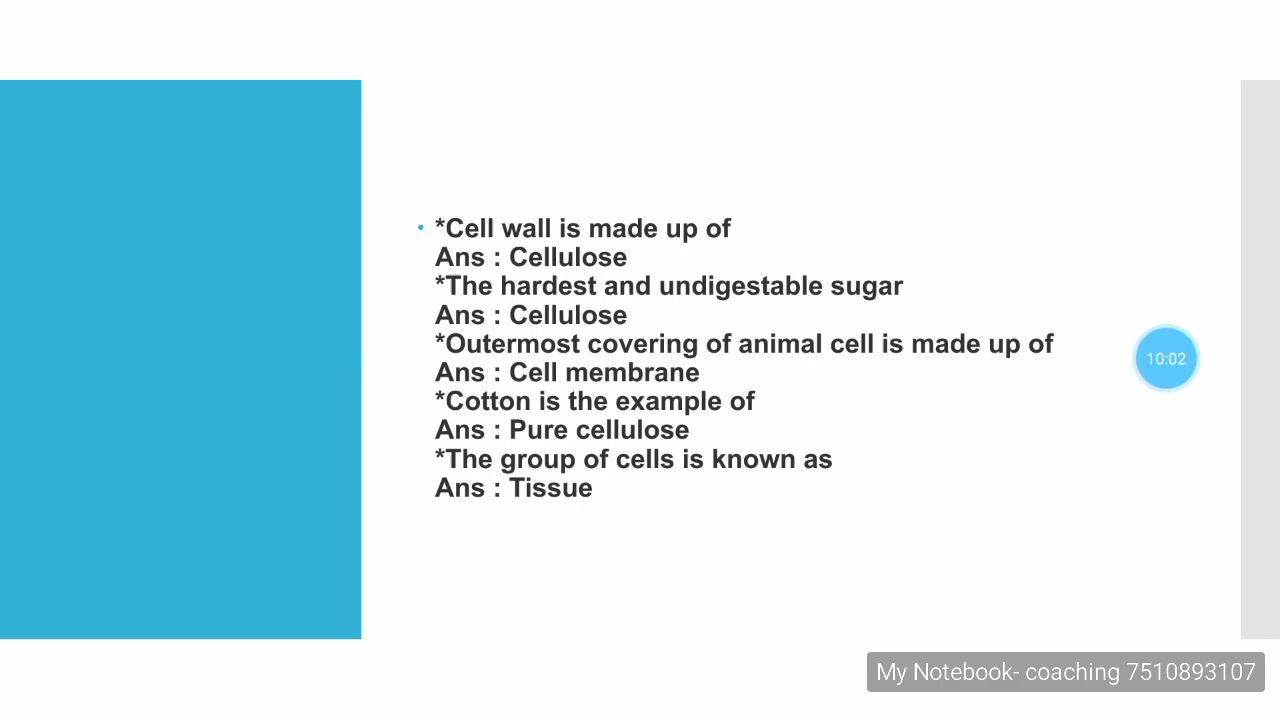 • *Cell wall is made up of
Ans : Cellulose
*The hardest and undigestable sugar
Ans : Cellulose
*Outermost covering of animal cell is made up of
Ans : Cell membrane
*Cotton is the example of
Ans : Pure cellulose
*The group of cells is known as
Ans : Tissue
10:02
My Notebook- coaching 7510893107